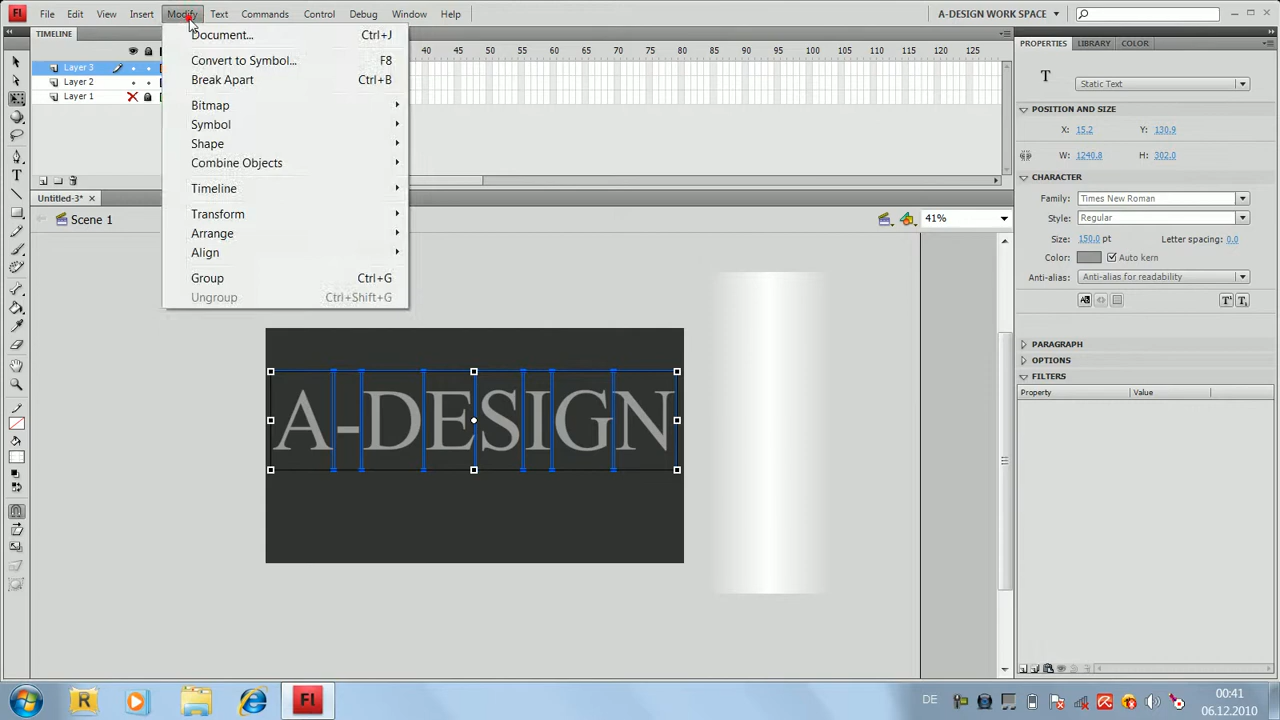 Fl File Edit View Insert Modify Text Commands Control Debug Window Help A-DESIGN WORK SPACE
TIMELINE
40 45 50 55 60 65 70 75 80 85 90 95 100 105 110 115 120 125
Layer 3
Layer 2
Layer 1
Document... Ctrl+J
Convert to Symbol... F8
Break Apart Ctrl+B
Bitmap
Symbol
Shape
Combine Objects
Timeline
Transform
Arrange
Align
Group Ctrl+G
Ungroup Ctrl+Shift+G
Untitled-3*
Scene 1
41%
A-DESIGN
PROPERTIES LIBRARY COLOR
T
Static Text
POSITION AND SIZE
X: 15.2 Y: 130.9
W: 1240.8 H: 302.0
CHARACTER
Family: Times New Roman
Style: Regular
Size: 150.0 pt Letter spacing: 0.0
Color: Auto kern
Anti-alias: Anti-alias for readability
PARAGRAPH
OPTIONS
FILTERS
Property Value
R Fl DE 00:41
06.12.2010